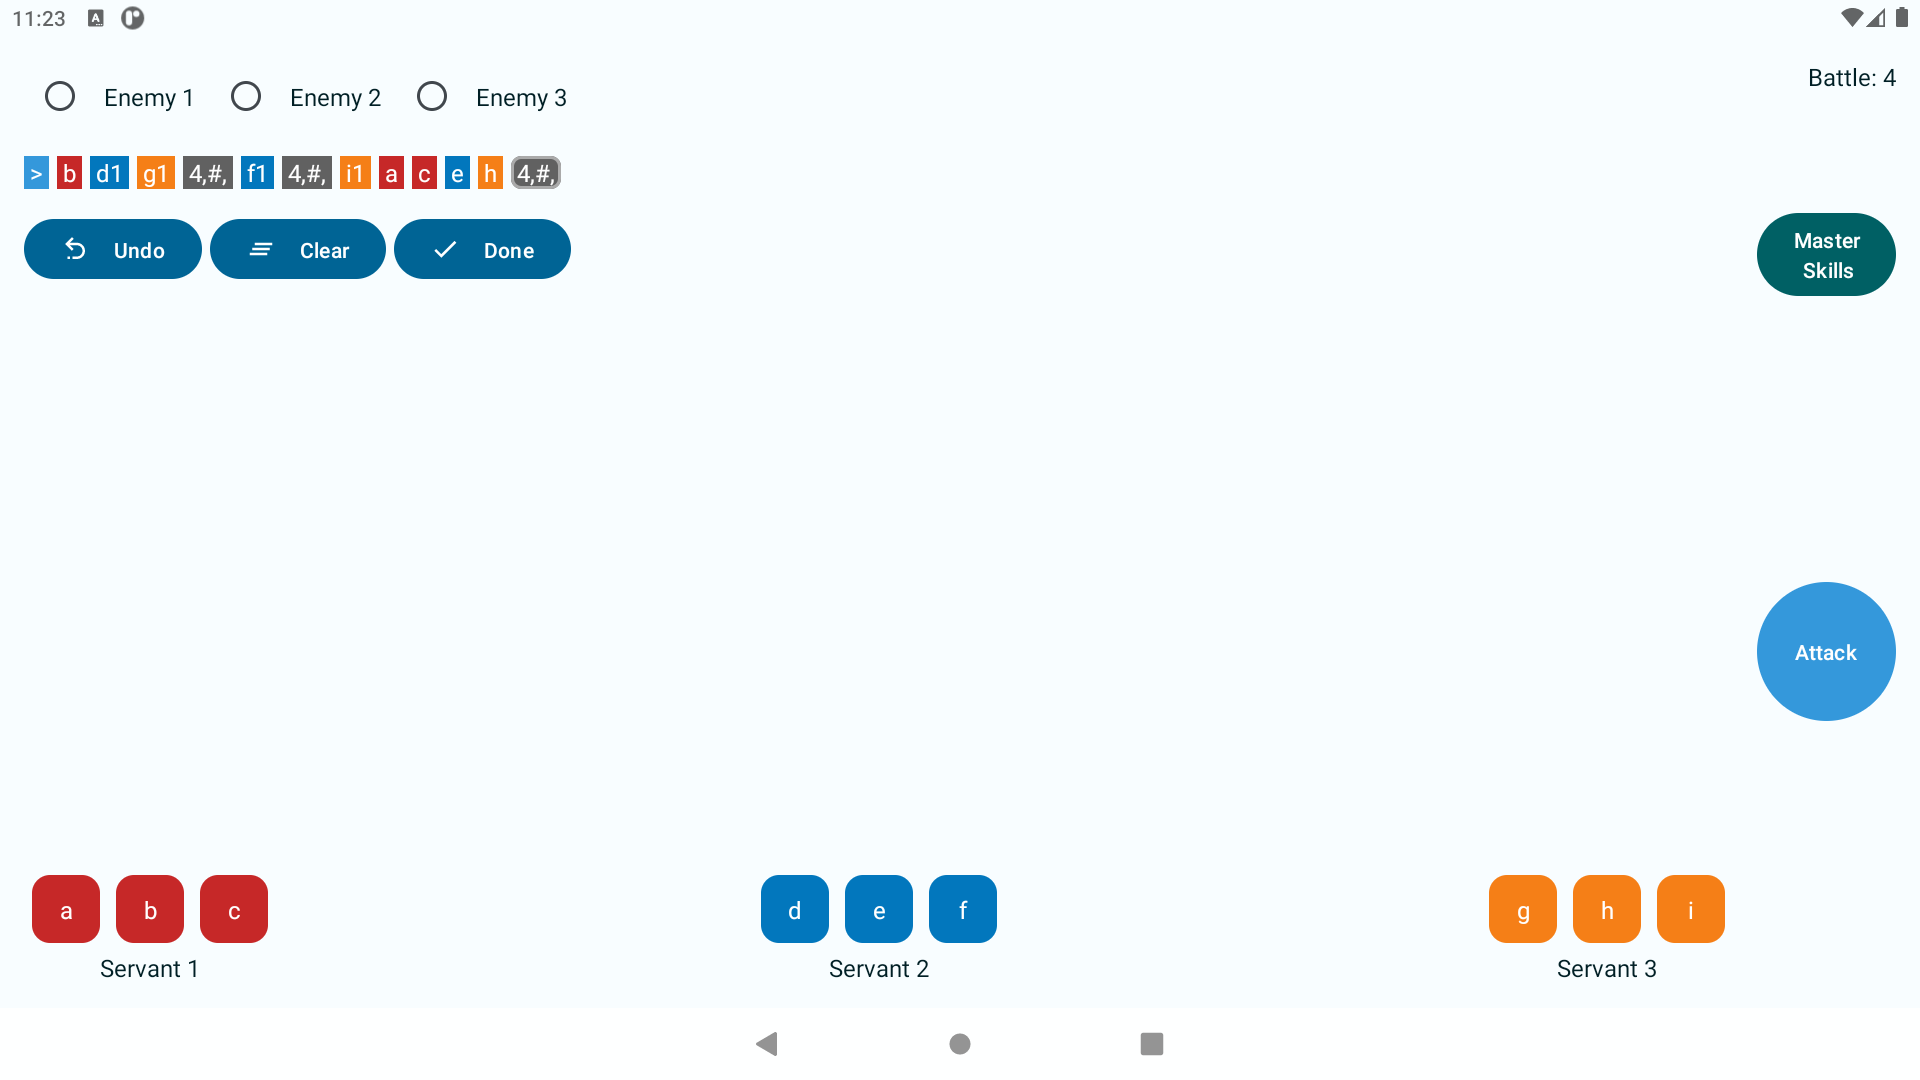 11:23
Enemy 1 Enemy 2 Enemy 3
Battle: 4
> b d1 g1 4,#, f1 4,#, i1 a c e h 4,#,
Undo Clear Done
Master
Skills
Attack
a b c d e f g h i
Servant 1 Servant 2 Servant 3